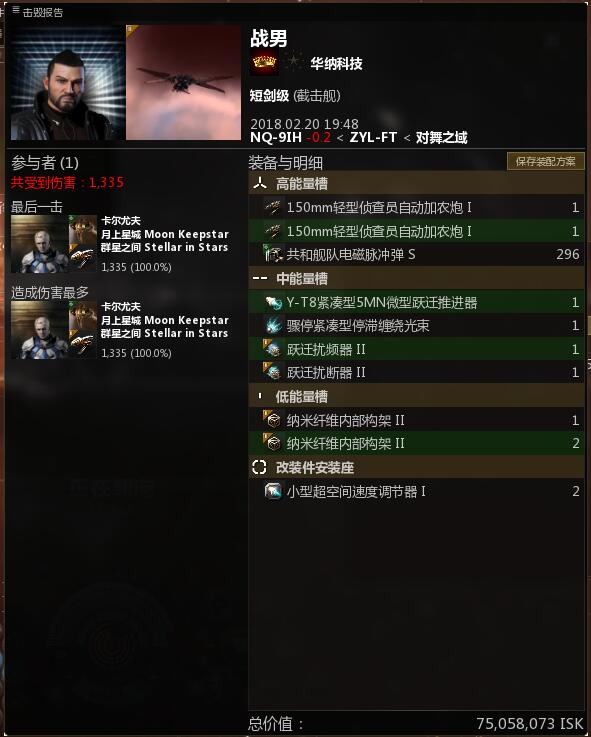 击毁报告
战男
华纳科技
短剑级 (截击舰)
2018.02.20 19:48
NQ-9IH -0.2 < ZYL-FT < 对舞之域
参与者 (1)
共受到伤害：1,335
最后一击
卡尔尤夫
月上星城 Moon Keepstar
群星之间 Stellar in Stars
1,335 (100.0%)
造成伤害最多
卡尔尤夫
月上星城 Moon Keepstar
群星之间 Stellar in Stars
1,335 (100.0%)
装备与明细
保存装配方案
高能量槽
150mm轻型侦查员自动加农炮 I 1
150mm轻型侦查员自动加农炮 I 1
共和舰队电磁脉冲弹 S 296
中能量槽
Y-T8紧凑型5MN微型跃迁推进器 1
骤停紧凑型停滞缠绕光束 1
跃迁扰频器 II 1
跃迁扰断器 II 1
低能量槽
纳米纤维内部构架 II 1
纳米纤维内部构架 II 2
改装件安装座
小型超空间速度调节器 I 2
总价值： 75,058,073 ISK